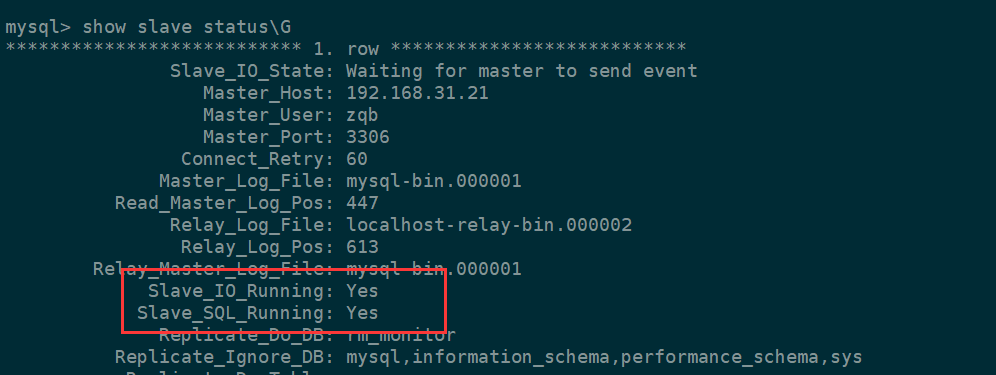 mysql> show slave status\G
*************************** 1. row ***************************
Slave_IO_State: Waiting for master to send event
Master_Host: 192.168.31.21
Master_User: zqb
Master_Port: 3306
Connect_Retry: 60
Master_Log_File: mysql-bin.000001
Read_Master_Log_Pos: 447
Relay_Log_File: localhost-relay-bin.000002
Relay_Log_Pos: 613
Relay_Master_Log_File: mysql-bin.000001
Slave_IO_Running: Yes
Slave_SQL_Running: Yes
Replicate_Do_DB: rm_monitor
Replicate_Ignore_DB: mysql,information_schema,performance_schema,sys